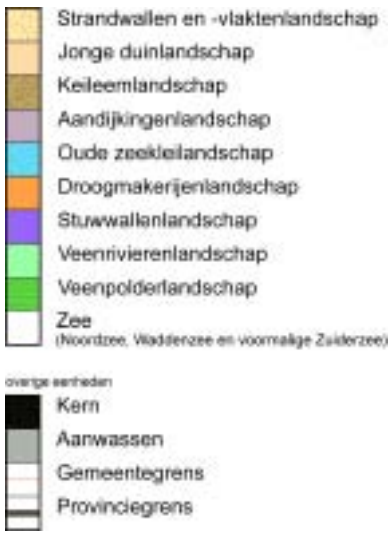 Strandwallen en -vlaktenlandschap
Jonge duinlandschap
Keileemlandschap
Aandijkingenlandschap
Oude zeekleilandschap
Droogmakerijenlandschap
Stuwwallenlandschap
Veenrivierenlandschap
Veenpolderlandschap
Zee
(Noordzee, Waddenzee en voormalige Zuiderzee)
overige eenheden
Kern
Aanwassen
Gemeentegrens
Provinciegrens